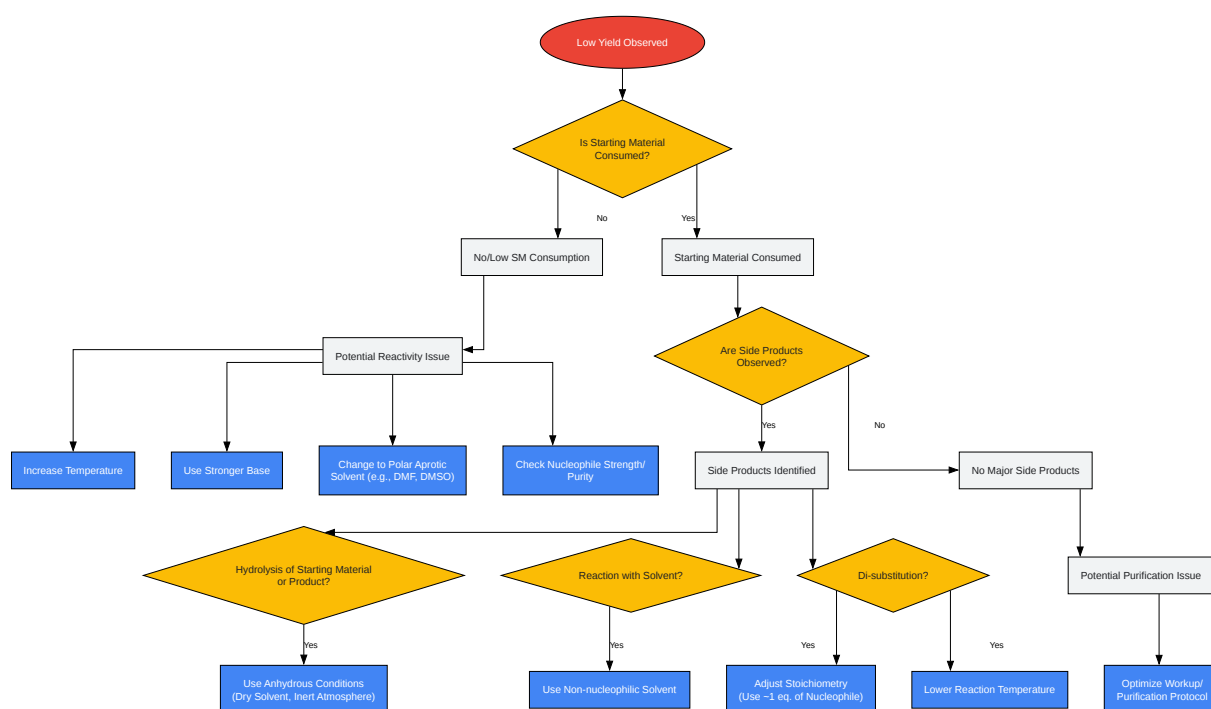 Low Yield Observed
Is Starting Material
Consumed?
No
Yes
No/Low SM Consumption
Starting Material Consumed
Potential Reactivity Issue
Are Side Products
Observed?
Yes
No
Increase Temperature
Use Stronger Base
Change to Polar Aprotic
Solvent (e.g., DMF, DMSO)
Check Nucleophile Strength/
Purity
Side Products Identified
No Major Side Products
Hydrolysis of Starting Material
or Product?
Reaction with Solvent?
Di-substitution?
Potential Purification Issue
Yes
Yes
Yes
Yes
Use Anhydrous Conditions
(Dry Solvent, Inert Atmosphere)
Use Non-nucleophilic Solvent
Adjust Stoichiometry
(Use ~1 eq. of Nucleophile)
Lower Reaction Temperature
Optimize Workup/
Purification Protocol